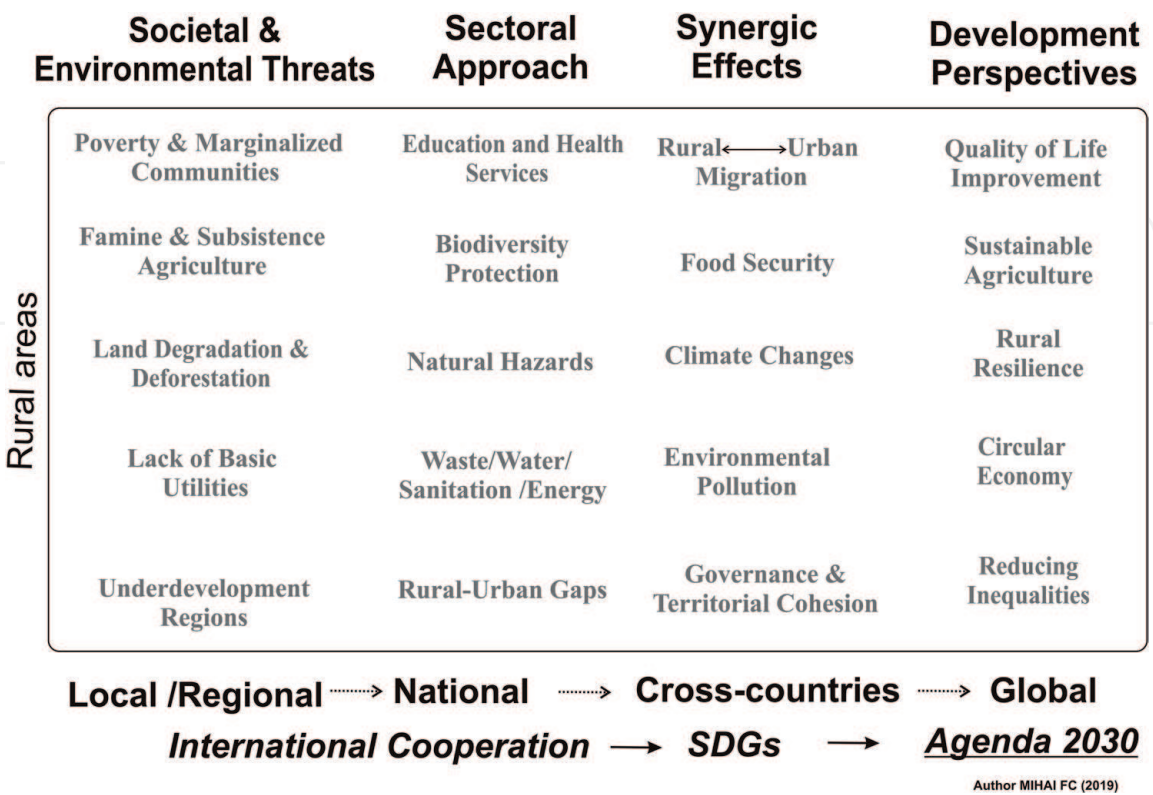 Societal &
Environmental Threats
Sectoral
Approach
Synergic
Effects
Development
Perspectives
Rural areas
Poverty & Marginalized
Communities
Education and Health
Services
Rural Urban
Migration
Quality of Life
Improvement
Famine & Subsistence
Agriculture
Biodiversity
Protection
Food Security
Sustainable
Agriculture
Land Degradation &
Deforestation
Natural Hazards
Climate Changes
Rural
Resilience
Lack of Basic
Utilities
Waste/Water/
Sanitation /Energy
Environmental
Pollution
Circular
Economy
Underdevelopment
Regions
Rural-Urban Gaps
Governance &
Territorial Cohesion
Reducing
Inequalities
Local /Regional National Cross-countries Global
International Cooperation SDGs Agenda 2030
Author MIHAI FC (2019)